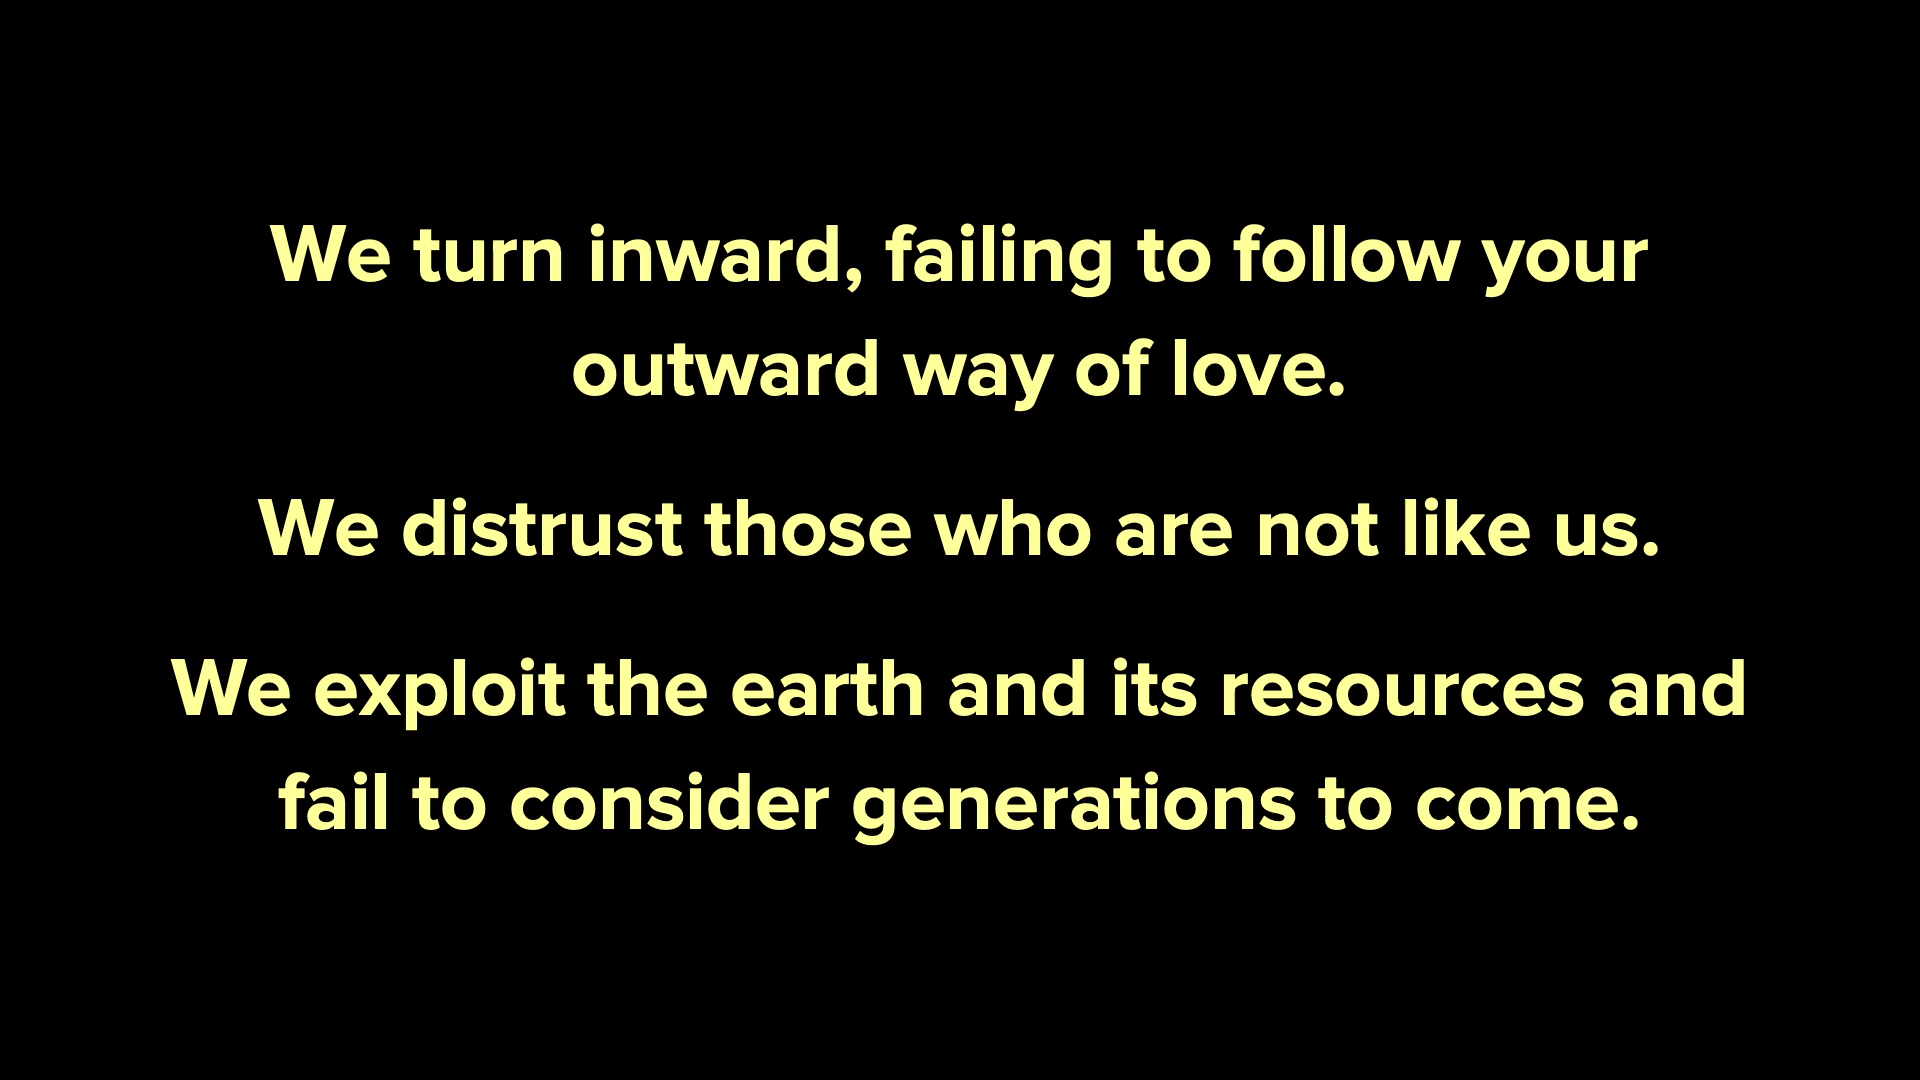 We turn inward, failing to follow your
outward way of love.
We distrust those who are not like us.
We exploit the earth and its resources and
fail to consider generations to come.